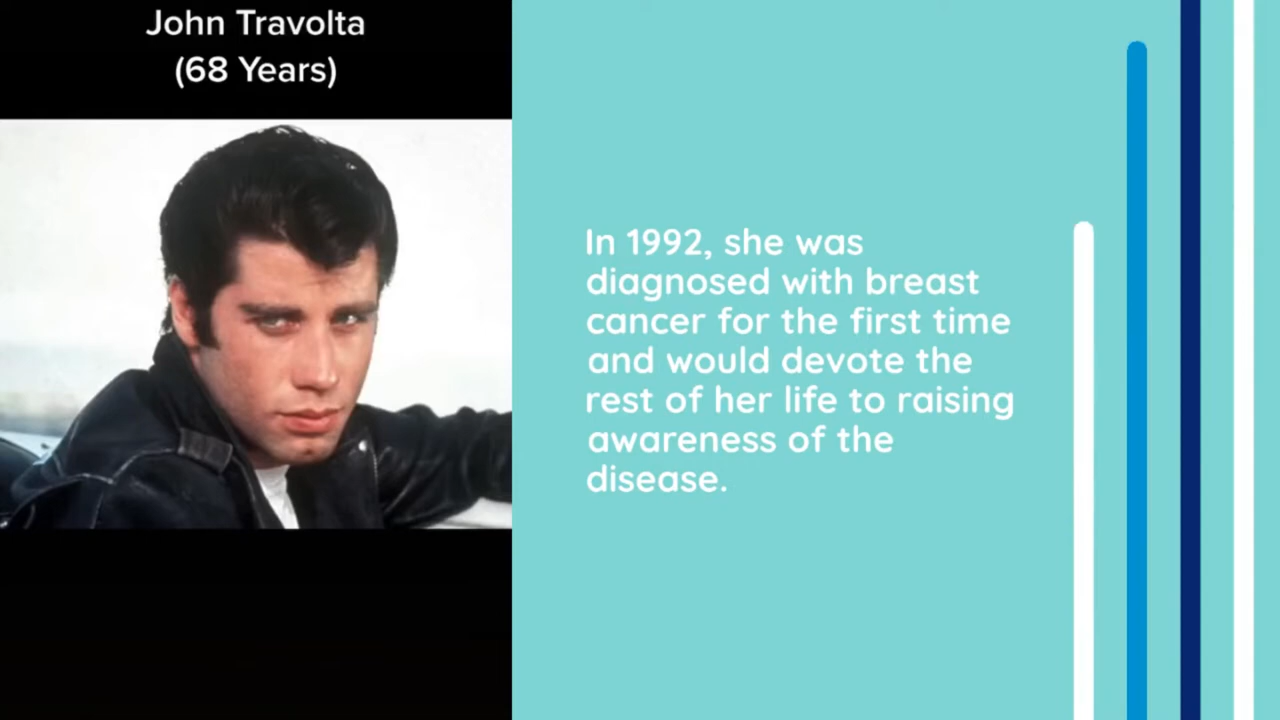 John Travolta
(68 Years)
In 1992, she was
diagnosed with breast
cancer for the first time
and would devote the
rest of her life to raising
awareness of the
disease.